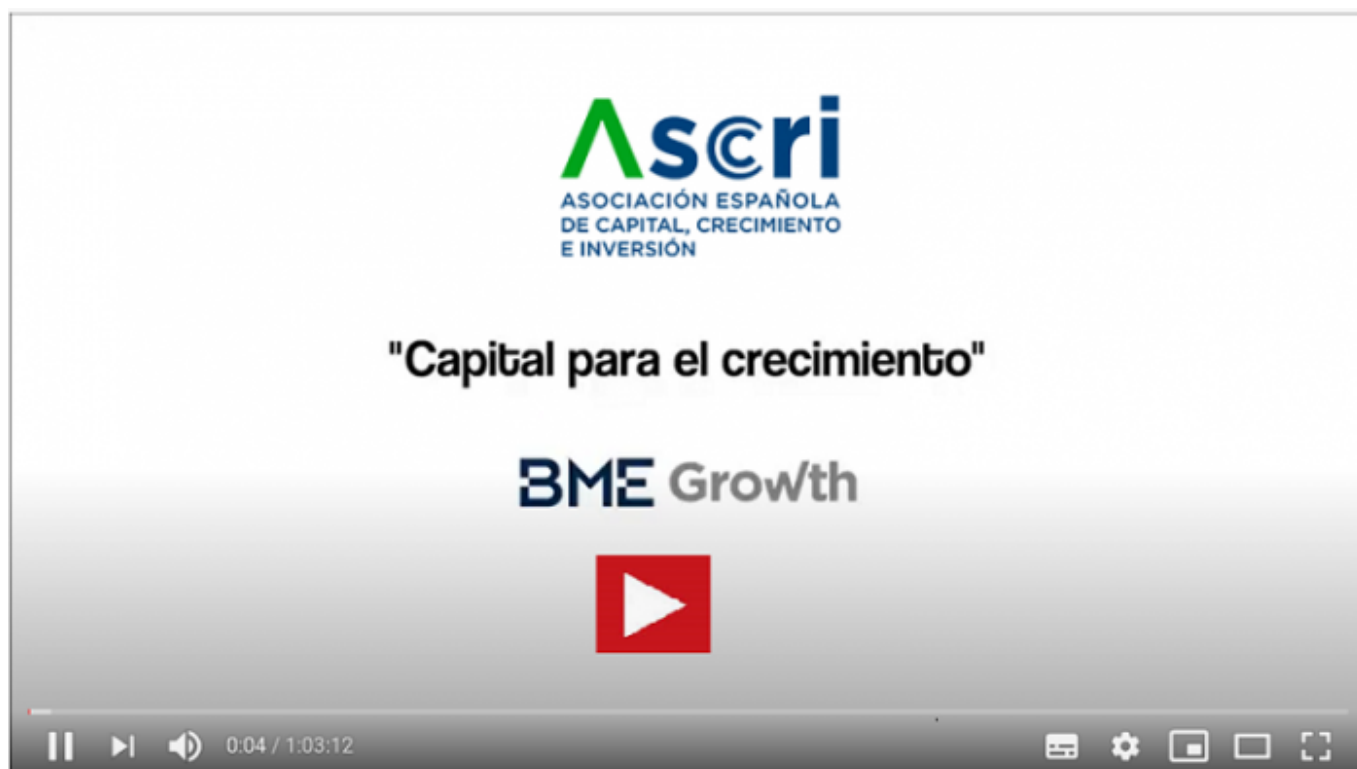 Ascri
ASOCIACIÓN ESPAÑOLA
DE CAPITAL, CRECIMIENTO
E INVERSIÓN
"Capital para el crecimiento"
BME Growth
0:04 / 1:03:12